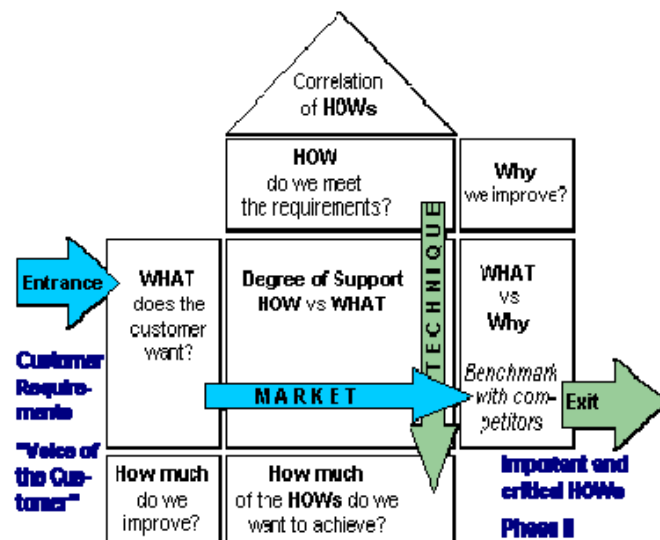 Correlation
of HOWs
HOW
do we meet
the requirements?
Why
we improve?
Entrance
WHAT
does the
customer
want?
Degree of Support
HOW vs WHAT
TECHNIQUE
WHAT
vs
Why
Benchmark
with com-
petitors
MARKET
Exit
Customer
Require-
ments
"Voice of
the Cus-
tomer"
How much
do we
improve?
How much
of the HOWs do we
want to achieve?
Important and
critical HOWs
Phase II